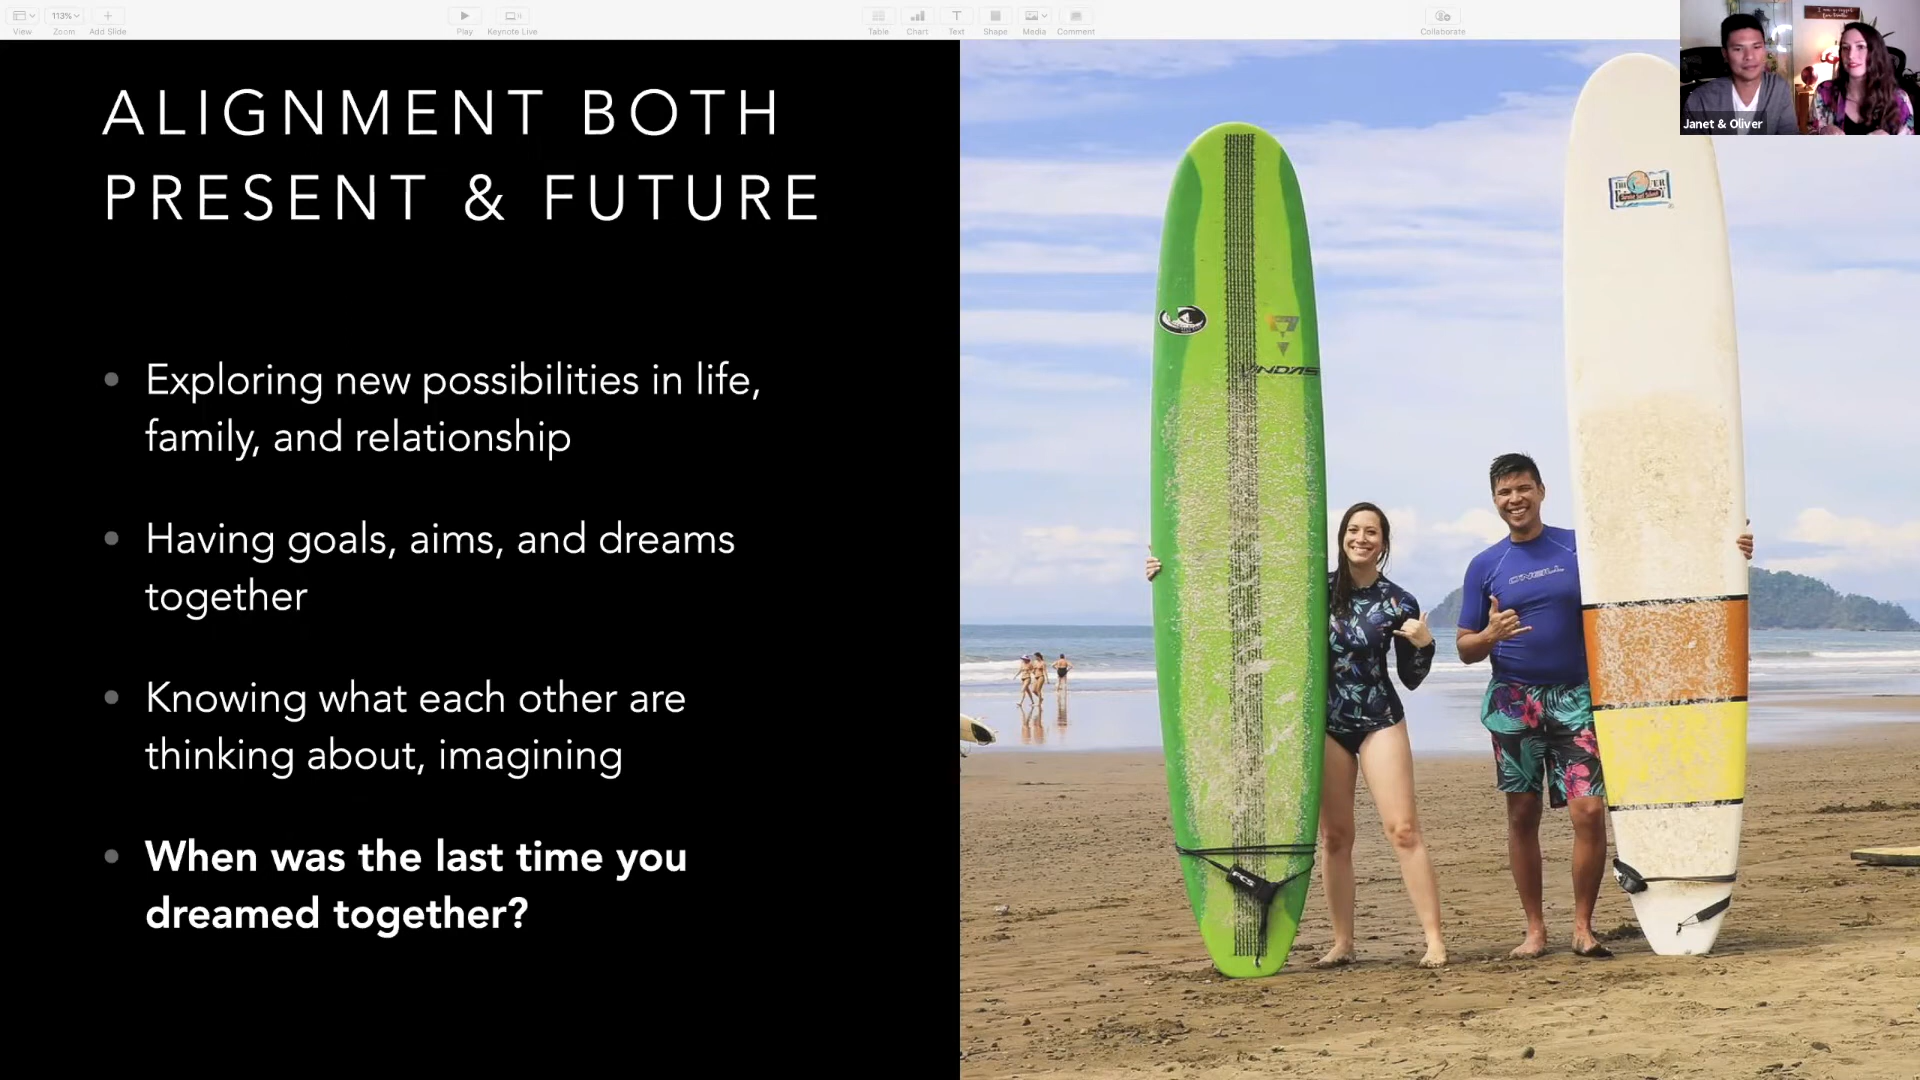 View
113%
Zoom
Add Slide
Play
Keynote Live
Table
Chart
Text
Shape
Media
Comment
Collaborate
Janet & Oliver
ALIGNMENT BOTH
PRESENT & FUTURE
Exploring new possibilities in life,
family, and relationship
Having goals, aims, and dreams
together
Knowing what each other are
thinking about, imagining
When was the last time you
dreamed together?
O'NEILL
FCS